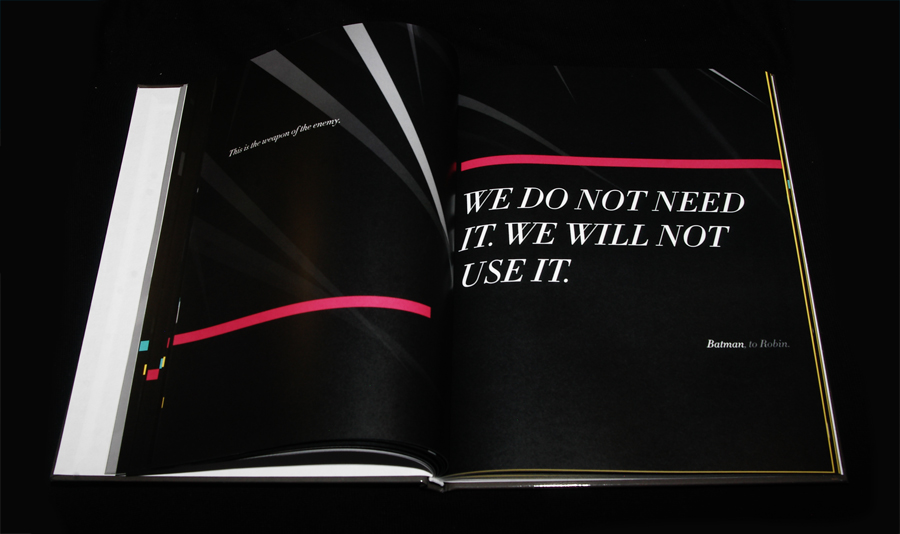 This is the weapon of the enemy.
WE DO NOT NEED
IT. WE WILL NOT
USE IT.
Batman, to Robin.